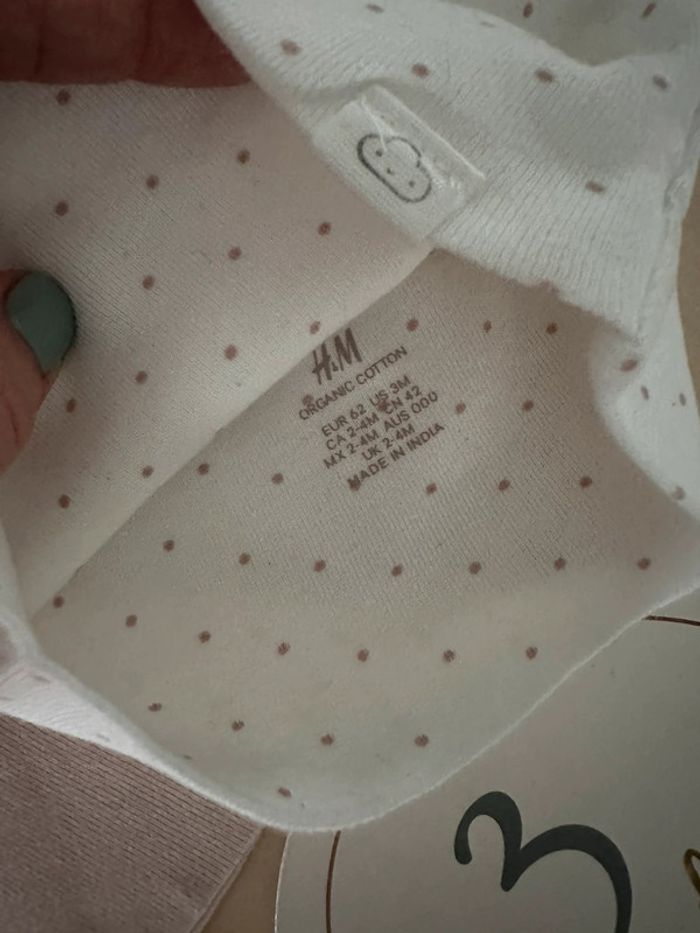 H&M
ORGANIC COTTON
EUR 62 US 3M
CA 2-4M CN 42
MX 2-4M AUS 000
UK 2-4M
MADE IN INDIA
3